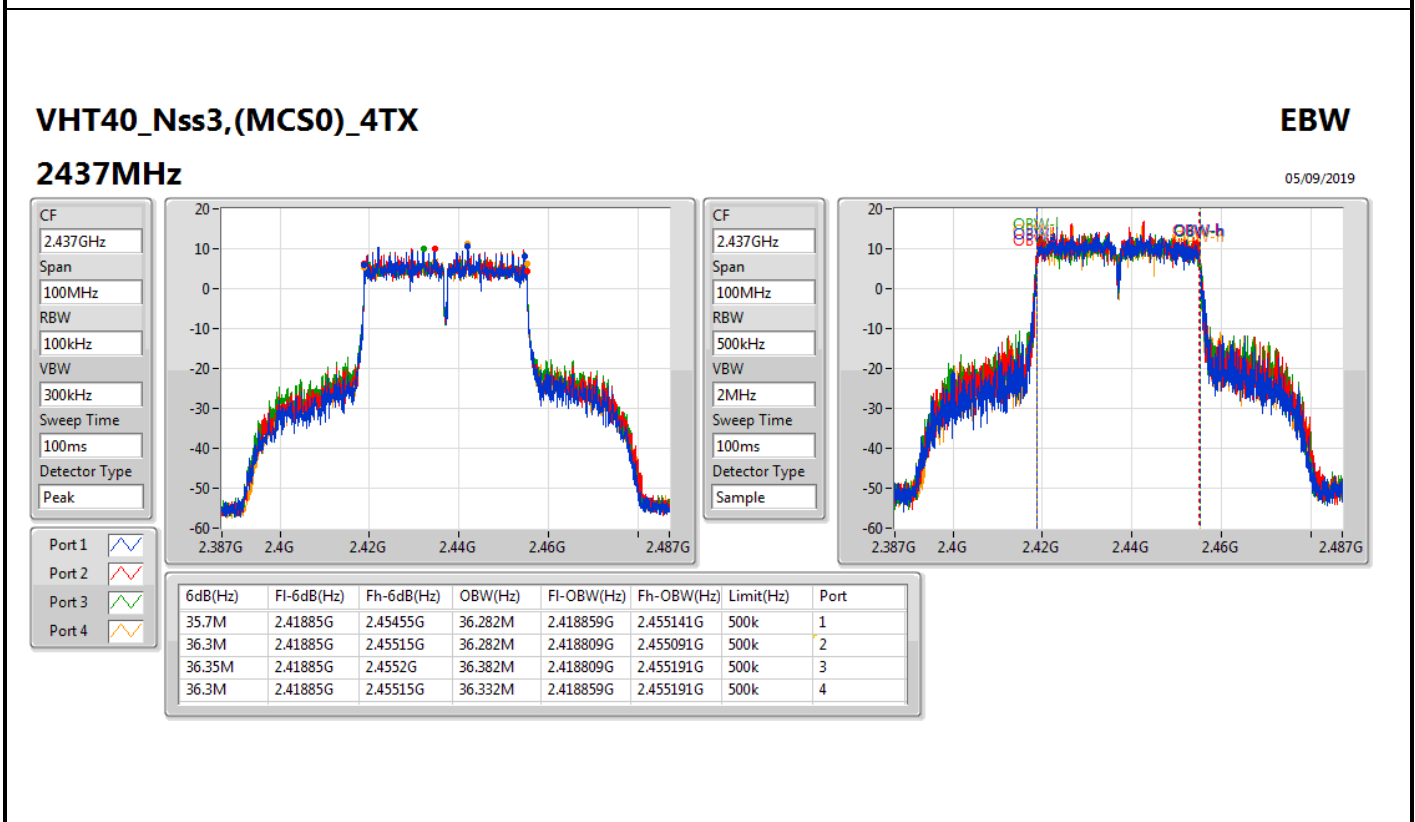 VHT40_Nss3,(MCS0)_4TX
EBW
2437MHz
05/09/2019
CF
2.437GHz
Span
100MHz
RBW
100kHz
VBW
300kHz
Sweep Time
100ms
Detector Type
Peak
20
10
0
-10
-20
-30
-40
-50
-60
2.387G 2.4G 2.42G 2.44G 2.46G 2.487G
CF
2.437GHz
Span
100MHz
RBW
500kHz
VBW
2MHz
Sweep Time
100ms
Detector Type
Sample
20
10
0
-10
-20
-30
-40
-50
-60
OBW-l
OBW-h
2.387G 2.4G 2.42G 2.44G 2.46G 2.487G
Port 1
Port 2
Port 3
Port 4
6dB(Hz) Fl-6dB(Hz) Fh-6dB(Hz) OBW(Hz) Fl-OBW(Hz) Fh-OBW(Hz) Limit(Hz) Port
35.7M 2.41885G 2.45455G 36.282M 2.418859G 2.455141G 500k 1
36.3M 2.41885G 2.45515G 36.282M 2.418809G 2.455091G 500k 2
36.35M 2.41885G 2.4552G 36.382M 2.418809G 2.455191G 500k 3
36.3M 2.41885G 2.45515G 36.332M 2.418859G 2.455191G 500k 4